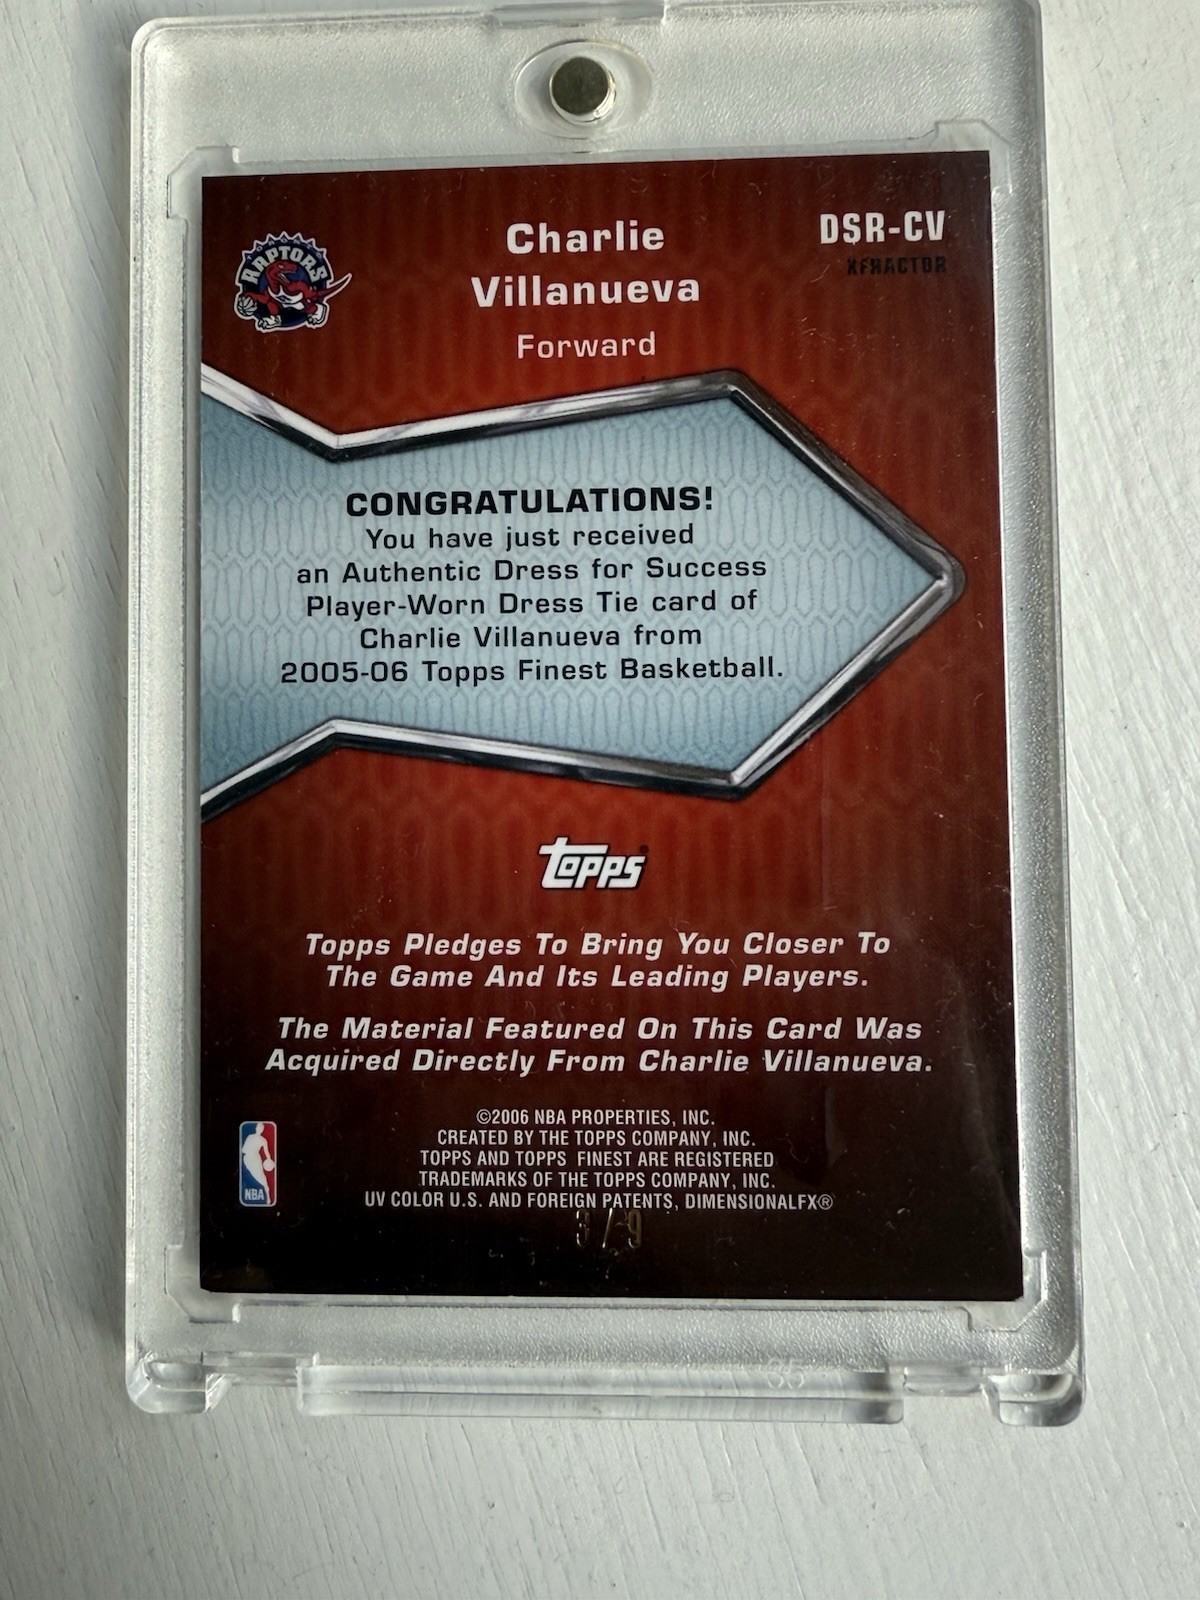 TORONTO
RAPTORS
Charlie
Villanueva
Forward
DSR-CV
XFRACTOR
CONGRATULATIONS!
You have just received
an Authentic Dress for Success
Player-Worn Dress Tie card of
Charlie Villanueva from
2005-06 Topps Finest Basketball.
Topps
Topps Pledges To Bring You Closer To
The Game And Its Leading Players.
The Material Featured On This Card Was
Acquired Directly From Charlie Villanueva.
©2006 NBA PROPERTIES, INC.
CREATED BY THE TOPPS COMPANY, INC.
TOPPS AND TOPPS FINEST ARE REGISTERED
TRADEMARKS OF THE TOPPS COMPANY, INC.
UV COLOR U.S. AND FOREIGN PATENTS, DIMENSIONALFX®
NBA
3/9